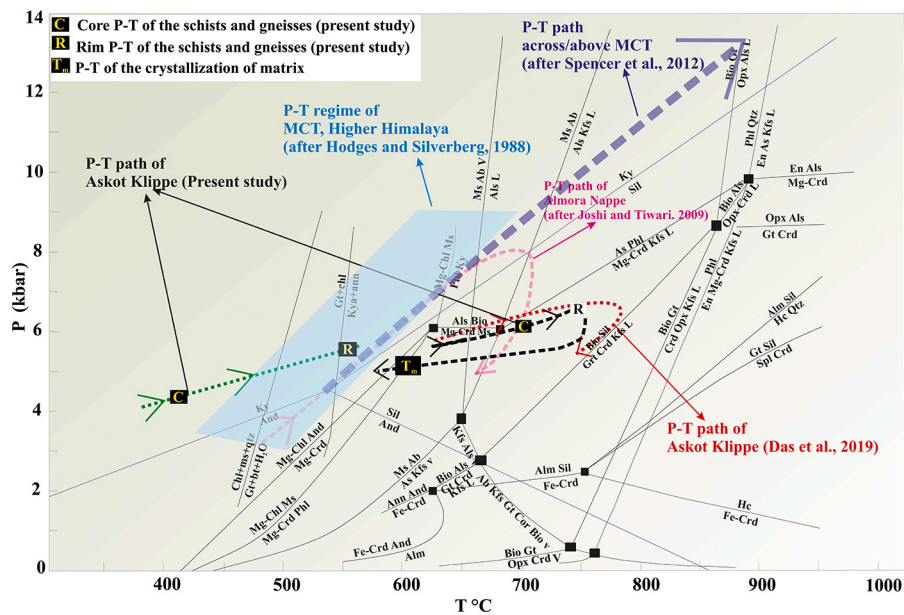 14
12
10
8
6
4
2
0
P (kbar)
C Core P-T of the schists and gneisses (present study)
R Rim P-T of the schists and gneisses (present study)
Tm P-T of the crystallization of matrix
P-T path
across/above MCT
(after Spencer et al., 2012)
P-T regime of
MCT, Higher Himalaya
(after Hodges and Silverberg, 1988)
P-T path of
Askot Klippe (Present study)
P-T path of
Almora Nappe
(after Joshi and Tiwari. 2009)
P-T path of
Askot Klippe (Das et al., 2019)
Bio Gt
Opx Als L
Phl Qtz
En As Kfs L
Ms Ab
Als Kfs L
Ms Ab V
Als L
Ky
Sil
En Als
Mg-Crd
Bio Als
Opx Crd L
Opx Als
Gt Crd
As Phl
Mg-Crd Kfs L
Phl
En Mg-Crd Kfs L
Mg-Chl Ms
Phl Ky
Gt+chl
Kya+ann
Als Bio
Mg-Crd Ms
C
R
R
Tm
C
Bio Sil
Grt Crd Kfs L
Bio Gt
Crd Opx Kfs L
Alm Sil
Hc Qtz
Gt Sil
Spl Crd
Ky
And
Sil
And
Chl+ms+qtz
Gt+bt+H2O
Mg-Chl And
Mg-Crd
Mg-Chl Ms
Mg-Crd Phl
Ms Ab
As Kfs v
Kfs Als
Bio Als
Gt Crd
Kfs L
Ab Kfs Gt Cor Bio v
Ann And
Fe-Crd
Alm Sil
Fe-Crd
Hc
Fe-Crd
Fe-Crd And
Alm
Bio Gt
Opx Crd V
400
500
600
700
800
900
1000
T °C